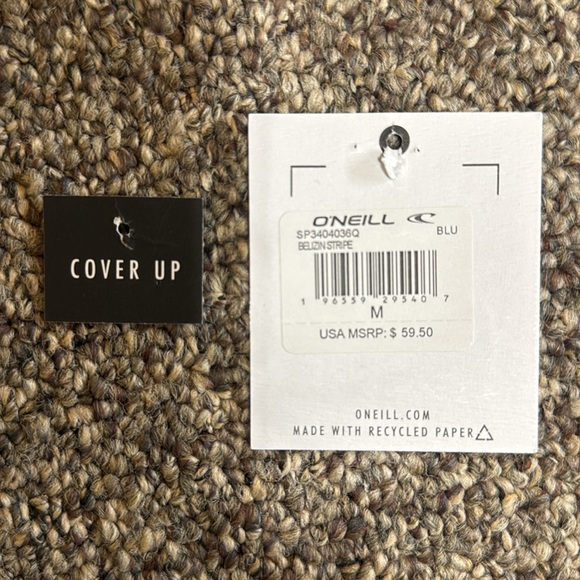 COVER UP
O'NEILL
SP3404036Q BLU
BELIZIN STRIPE
1 96559 29540 7
M
USA MSRP: $ 59.50
ONEILL.COM
MADE WITH RECYCLED PAPER